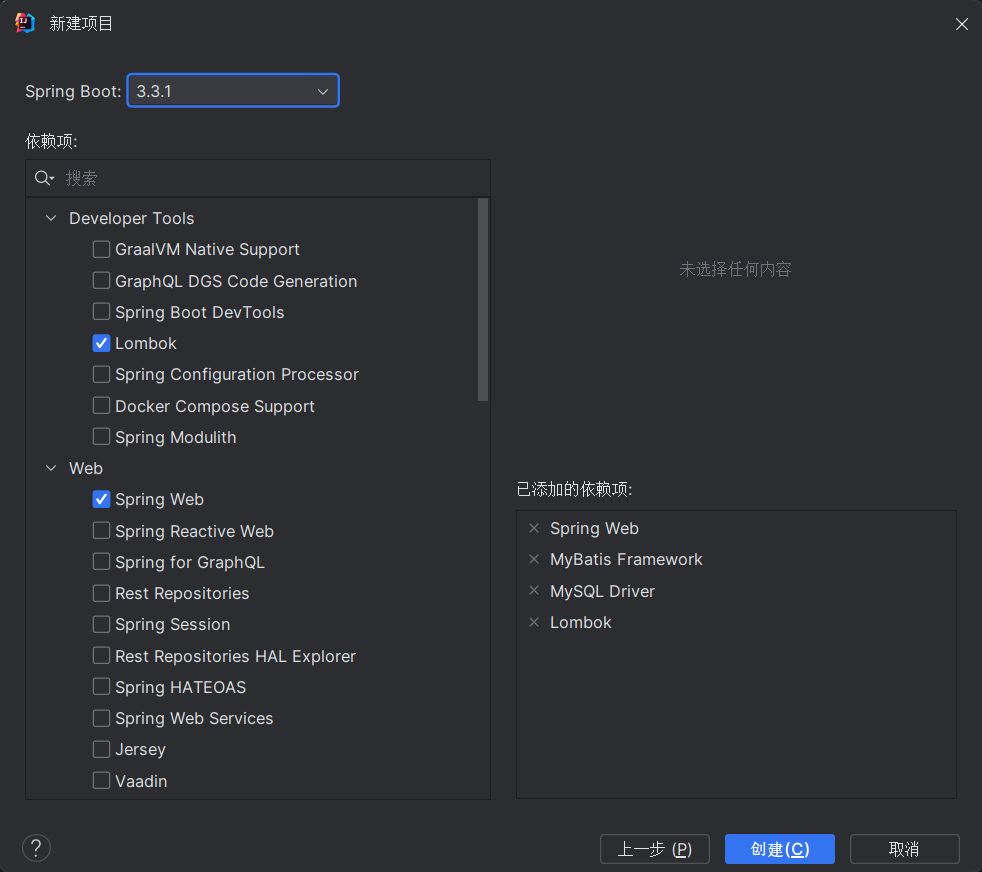 新建项目
Spring Boot: 3.3.1
依赖项:
搜索
Developer Tools
GraalVM Native Support
GraphQL DGS Code Generation
Spring Boot DevTools
Lombok
Spring Configuration Processor
Docker Compose Support
Spring Modulith
Web
Spring Web
Spring Reactive Web
Spring for GraphQL
Rest Repositories
Spring Session
Rest Repositories HAL Explorer
Spring HATEOAS
Spring Web Services
Jersey
Vaadin
未选择任何内容
已添加的依赖项:
Spring Web
MyBatis Framework
MySQL Driver
Lombok
? 上一步 (P) 创建(C) 取消